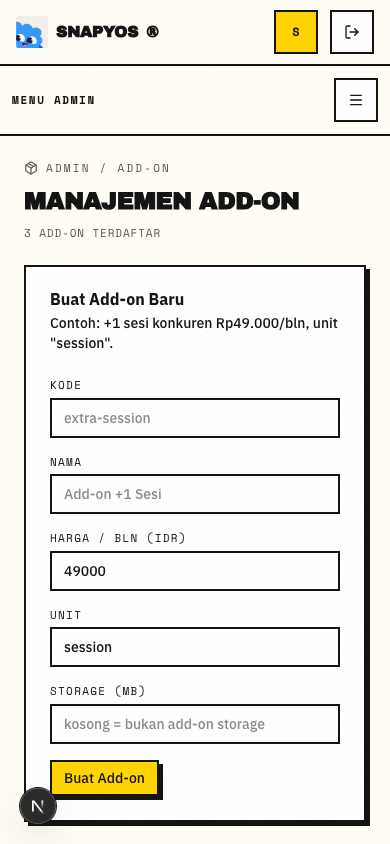 SNAPYOS ®
S
MENU ADMIN
ADMIN / ADD-ON
MANAJEMEN ADD-ON
3 ADD-ON TERDAFTAR
Buat Add-on Baru
Contoh: +1 sesi konkuren Rp49.000/bln, unit
"session".
KODE
extra-session
NAMA
Add-on +1 Sesi
HARGA / BLN (IDR)
49000
UNIT
session
STORAGE (MB)
kosong = bukan add-on storage
Buat Add-on
N